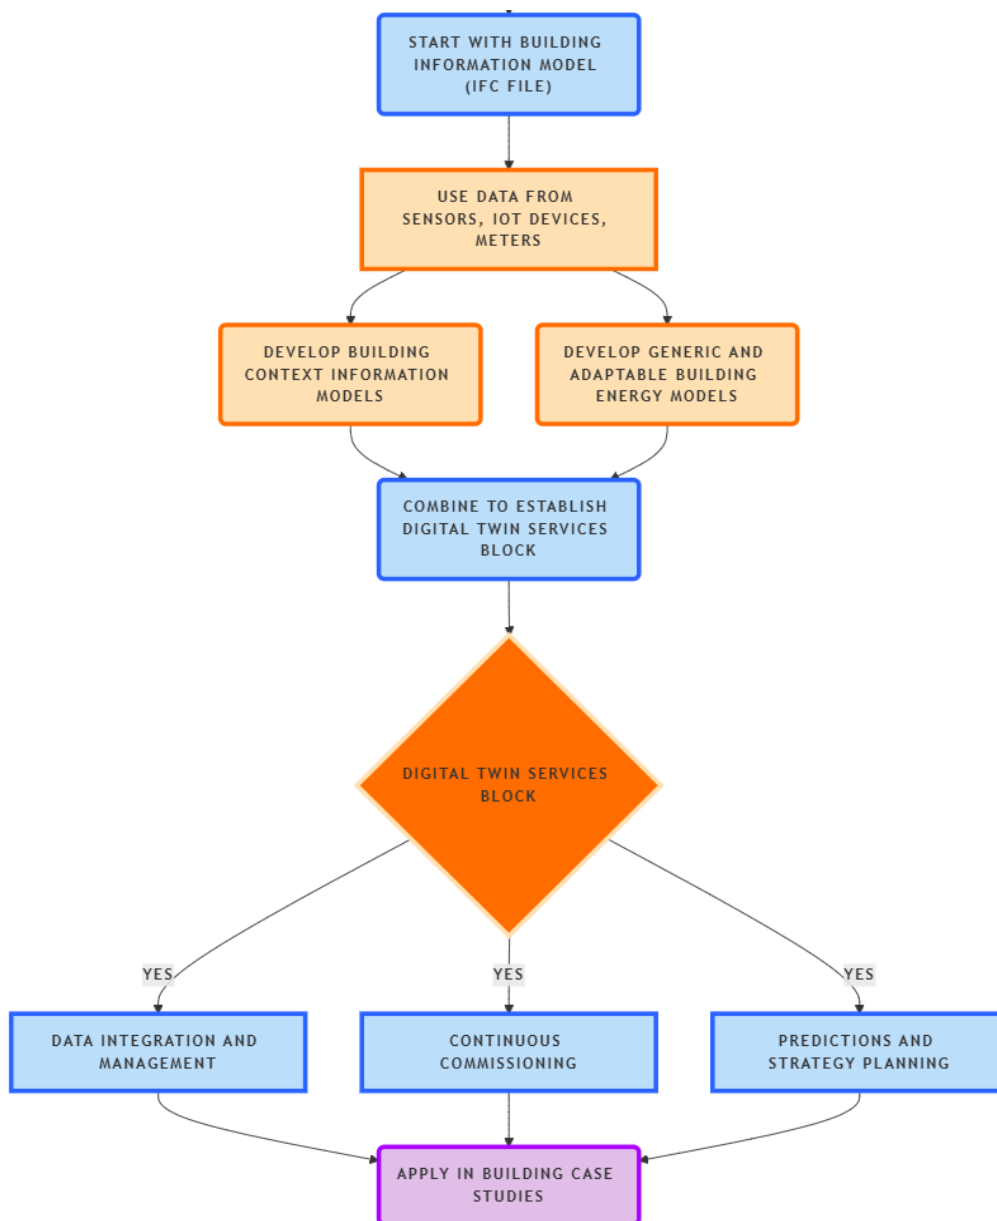 START WITH BUILDING
INFORMATION MODEL
(IFC FILE)
USE DATA FROM
SENSORS, IOT DEVICES,
METERS
DEVELOP BUILDING
CONTEXT INFORMATION
MODELS
DEVELOP GENERIC AND
ADAPTABLE BUILDING
ENERGY MODELS
COMBINE TO ESTABLISH
DIGITAL TWIN SERVICES
BLOCK
DIGITAL TWIN SERVICES
BLOCK
YES
YES
YES
DATA INTEGRATION AND
MANAGEMENT
CONTINUOUS
COMMISSIONING
PREDICTIONS AND
STRATEGY PLANNING
APPLY IN BUILDING CASE
STUDIES